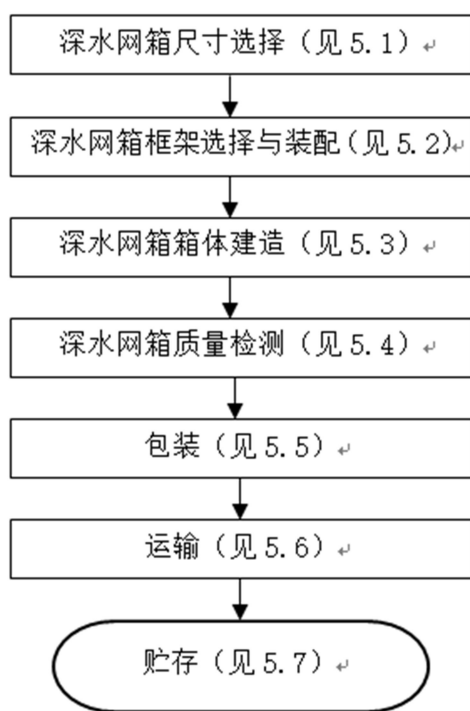 深水网箱尺寸选择（见 5.1）
深水网箱框架选择与装配（见 5.2）
深水网箱箱体建造（见 5.3）
深水网箱质量检测（见 5.4）
包装（见 5.5）
运输（见 5.6）
贮存（见 5.7）